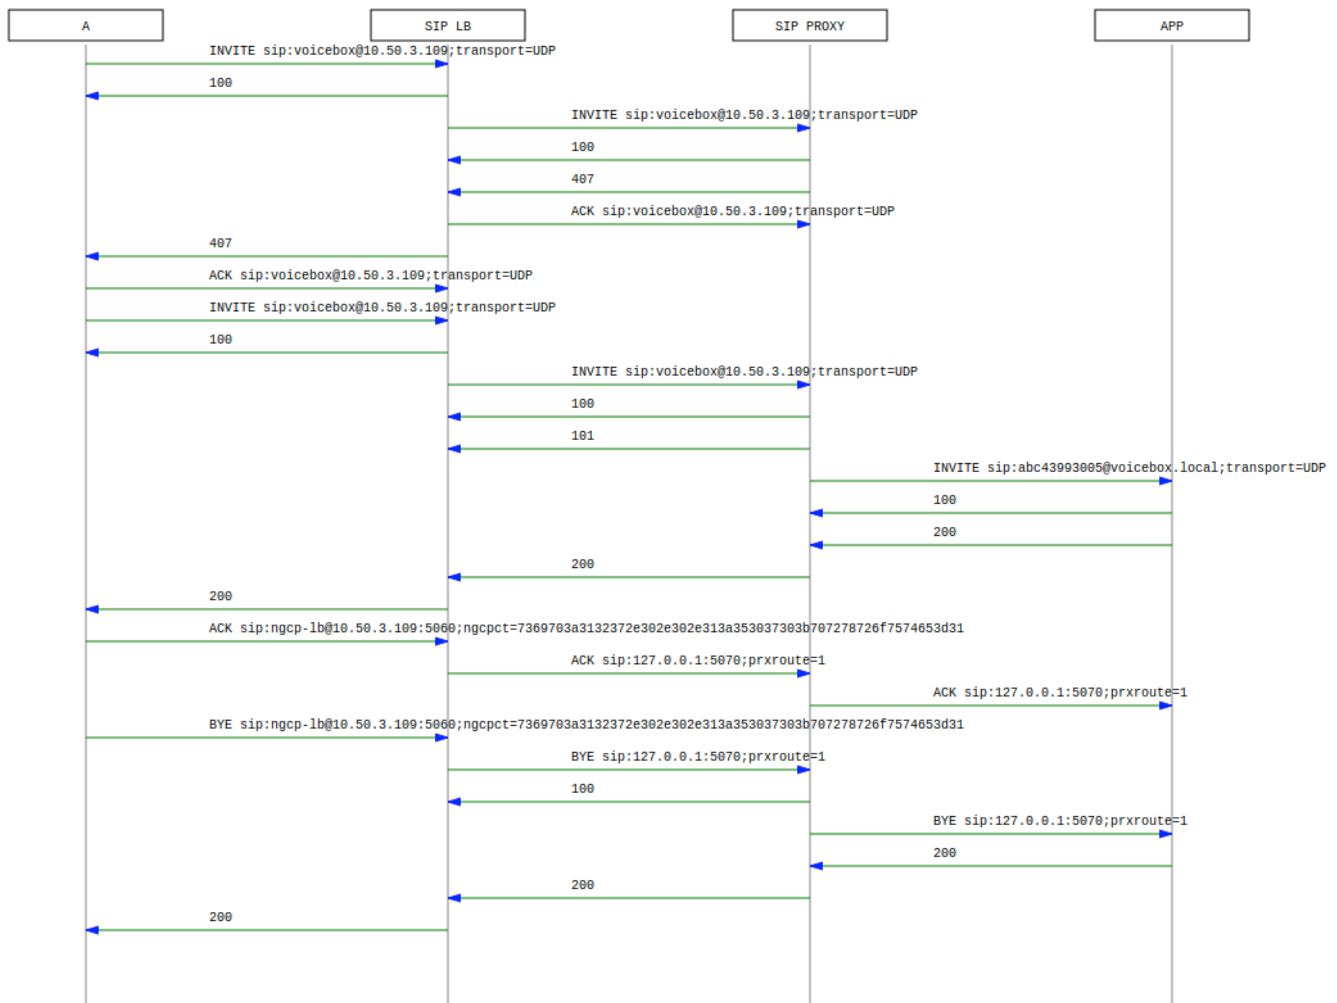 A
SIP LB
SIP PROXY
APP
INVITE sip:voicebox@10.50.3.109;transport=UDP
100
INVITE sip:voicebox@10.50.3.109;transport=UDP
100
407
ACK sip:voicebox@10.50.3.109;transport=UDP
407
ACK sip:voicebox@10.50.3.109;transport=UDP
INVITE sip:voicebox@10.50.3.109;transport=UDP
100
INVITE sip:voicebox@10.50.3.109;transport=UDP
100
101
INVITE sip:abc43993005@voicebox.local;transport=UDP
100
200
200
200
ACK sip:ngcp-lb@10.50.3.109:5060;ngcpct=7369703a3132372e302e302e313a353037303b707278726f7574653d31
ACK sip:127.0.0.1:5070;prxroute=1
ACK sip:127.0.0.1:5070;prxroute=1
BYE sip:ngcp-lb@10.50.3.109:5060;ngcpct=7369703a3132372e302e302e313a353037303b707278726f7574653d31
BYE sip:127.0.0.1:5070;prxroute=1
100
BYE sip:127.0.0.1:5070;prxroute=1
200
200
200